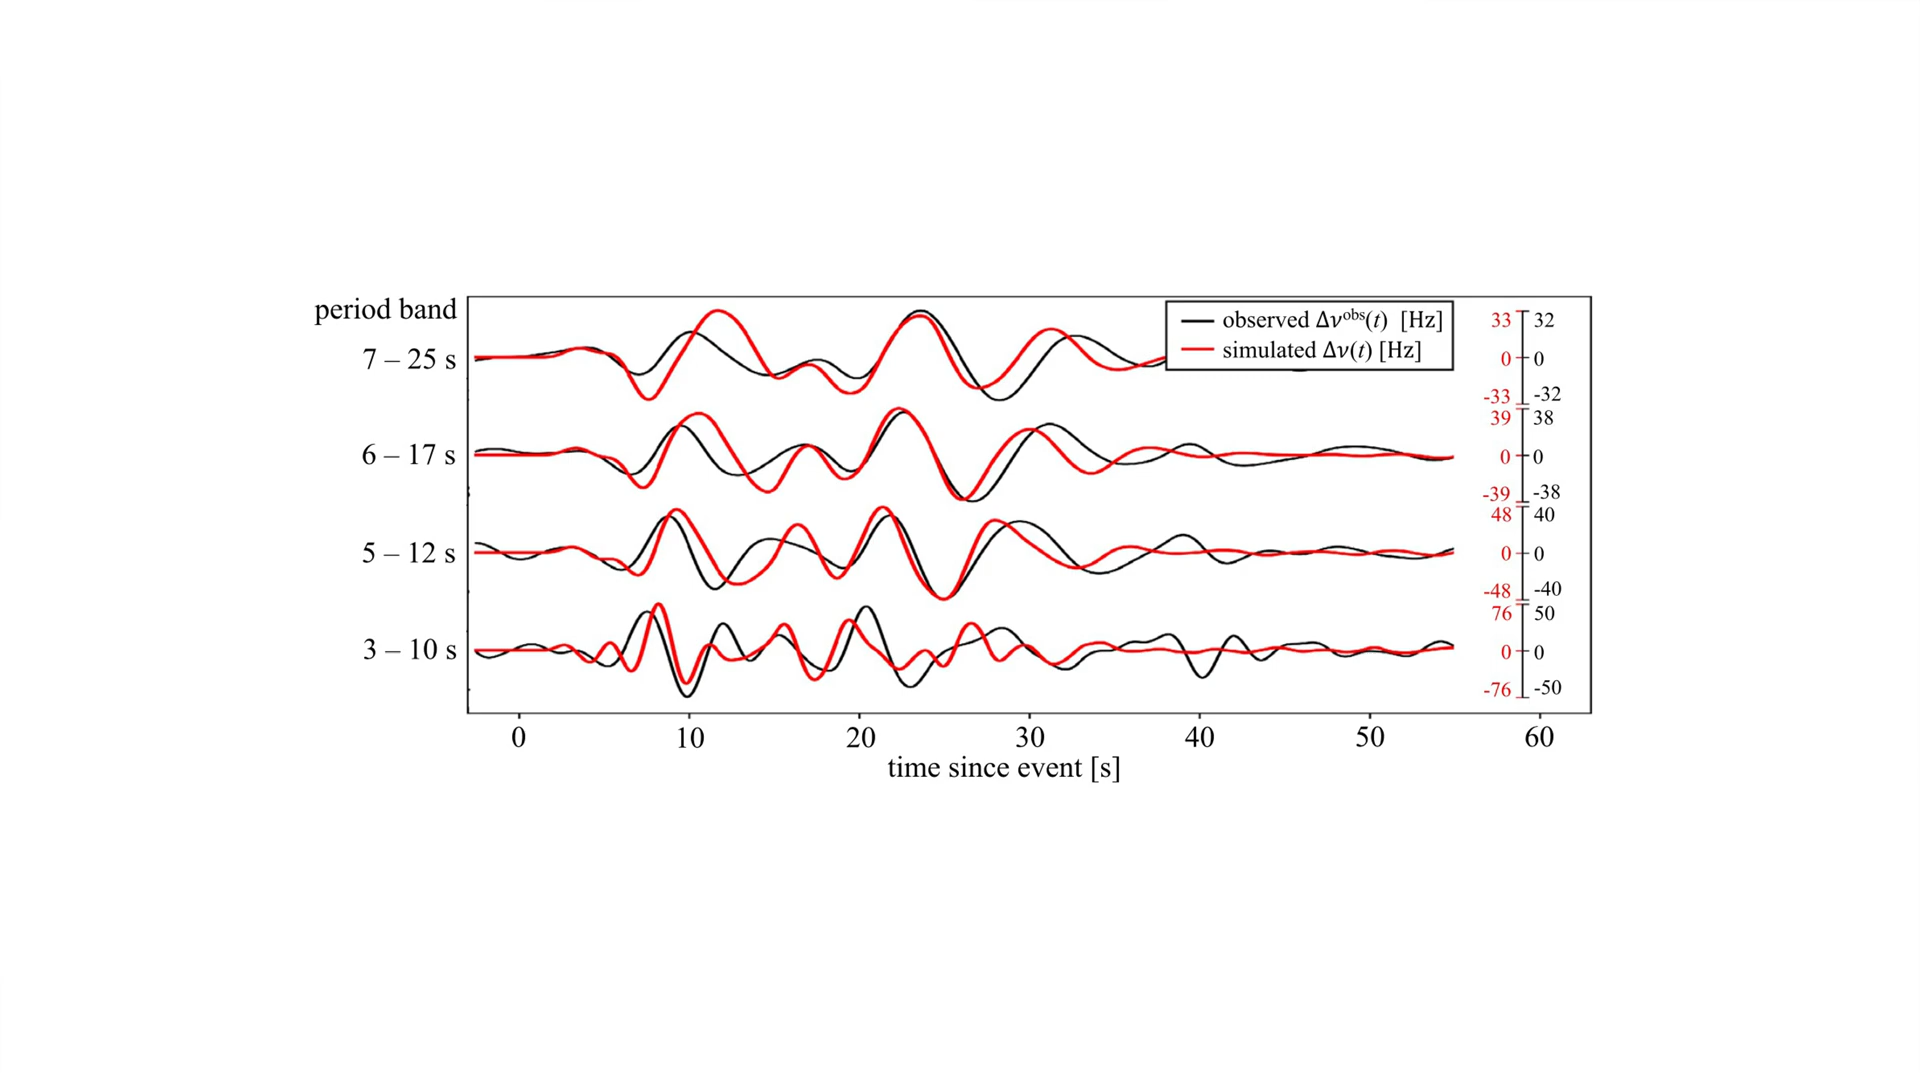 period band
observed Δν^obs(t) [Hz]
simulated Δν(t) [Hz]
7 – 25 s
33 32
0 0
-33 -32
6 – 17 s
39 38
0 0
-39 -38
5 – 12 s
48 40
0 0
-48 -40
3 – 10 s
76 50
0 0
-76 -50
0 10 20 30 40 50 60
time since event [s]